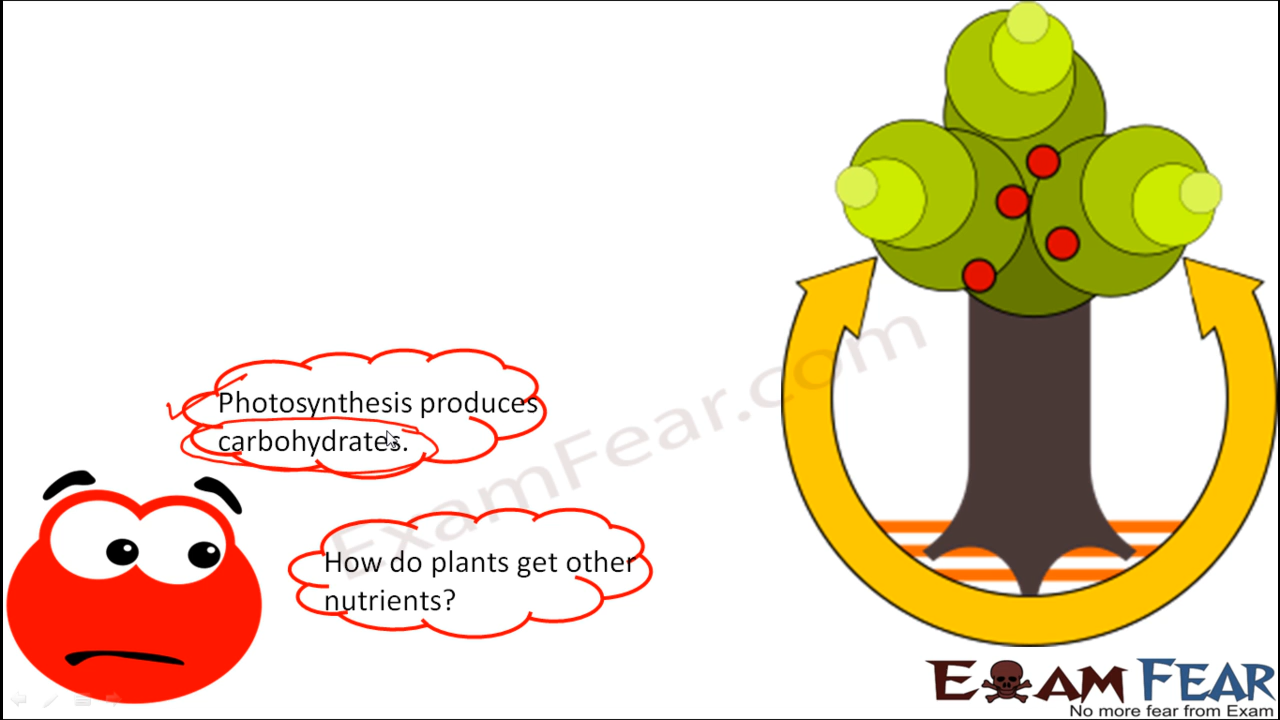 Photosynthesis produces
carbohydrates.
ExamFear.com
How do plants get other
nutrients?
EXAM FEAR
No more fear from Exam